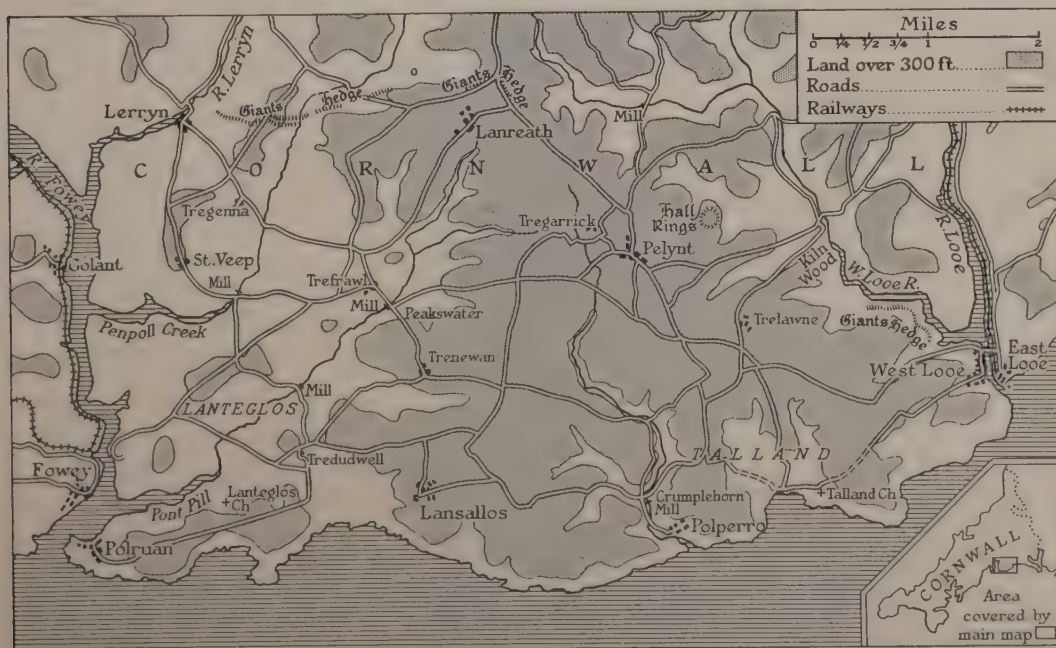 Miles
0 ¼ ½ ¾ 1 2
Land over 300 ft.
Roads
Railways
Lerryn
R. Lerryn
Giants Hedge
Giants Hedge
Lanreath
Mill
R. Fowey
CORNWALL
Tregenna
Tregarrick
Hall Rings
R. Looe
Golant
St. Veep
Pelynt
Kiln Wood
W. Looe R.
Mill
Trefrawl
Mill
Peakswater
Penpoll Creek
Trelawne
Giants Hedge
Trenewan
West Looe
East Looe
Mill
LANTEGLOS
Tredudwell
TALLAND
Fowey
Pont Pill
Lanteglos Ch
Lansallos
Crumplehorn Mill
Talland Ch
Polruan
Polperro
CORNWALL
Area
covered by
main map